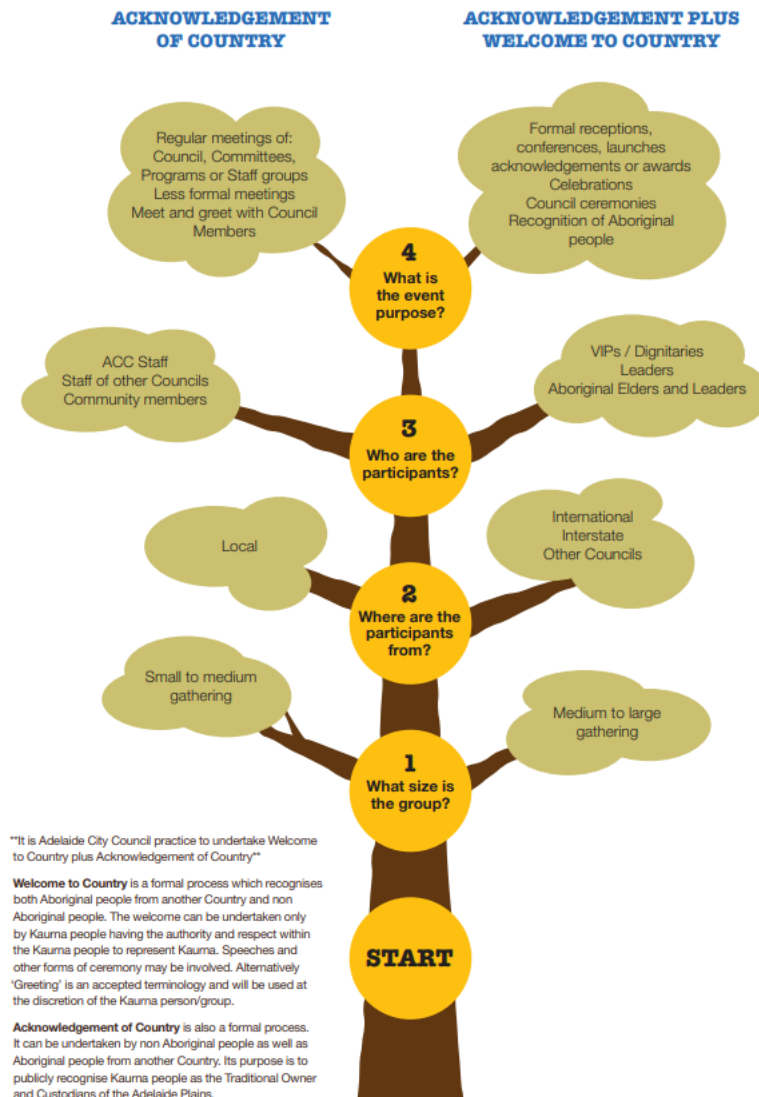 ACKNOWLEDGEMENT
OF COUNTRY
ACKNOWLEDGEMENT PLUS
WELCOME TO COUNTRY
Regular meetings of:
Council, Committees,
Programs or Staff groups
Less formal meetings
Meet and greet with Council
Members
Formal receptions,
conferences, launches
acknowledgements or awards
Celebrations
Council ceremonies
Recognition of Aboriginal
people
4
What is
the event
purpose?
ACC Staff
Staff of other Councils
Community members
VIPs / Dignitaries
Leaders
Aboriginal Elders and Leaders
3
Who are the
participants?
Local
International
Interstate
Other Councils
2
Where are the
participants
from?
Small to medium
gathering
Medium to large
gathering
1
What size is
the group?
START
**It is Adelaide City Council practice to undertake Welcome
to Country plus Acknowledgement of Country**
Welcome to Country is a formal process which recognises
both Aboriginal people from another Country and non
Aboriginal people. The welcome can be undertaken only
by Kaurna people having the authority and respect within
the Kaurna people to represent Kaurna. Speeches and
other forms of ceremony may be involved. Alternatively
‘Greeting’ is an accepted terminology and will be used at
the discretion of the Kaurna person/group.
Acknowledgement of Country is also a formal process.
It can be undertaken by non Aboriginal people as well as
Aboriginal people from another Country. Its purpose is to
publicly recognise Kaurna people as the Traditional Owner
and Custodians of the Adelaide Plains.